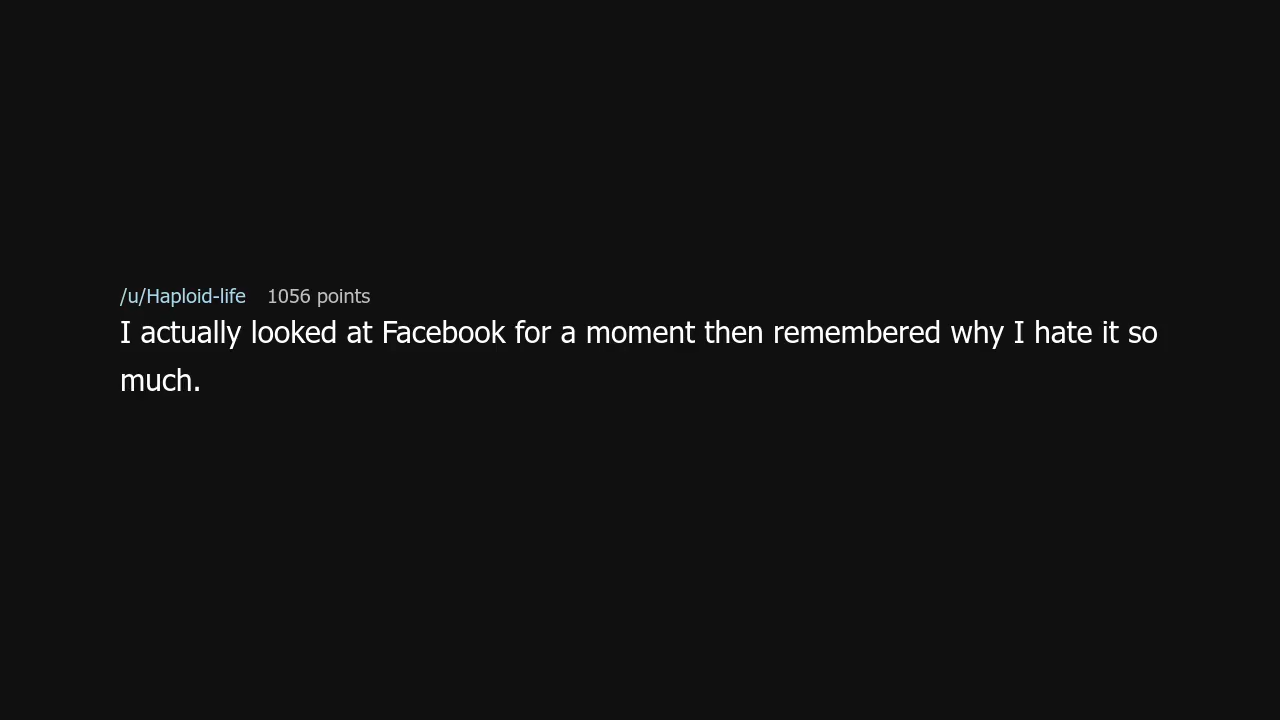 /u/Haploid-life 1056 points
I actually looked at Facebook for a moment then remembered why I hate it so
much.